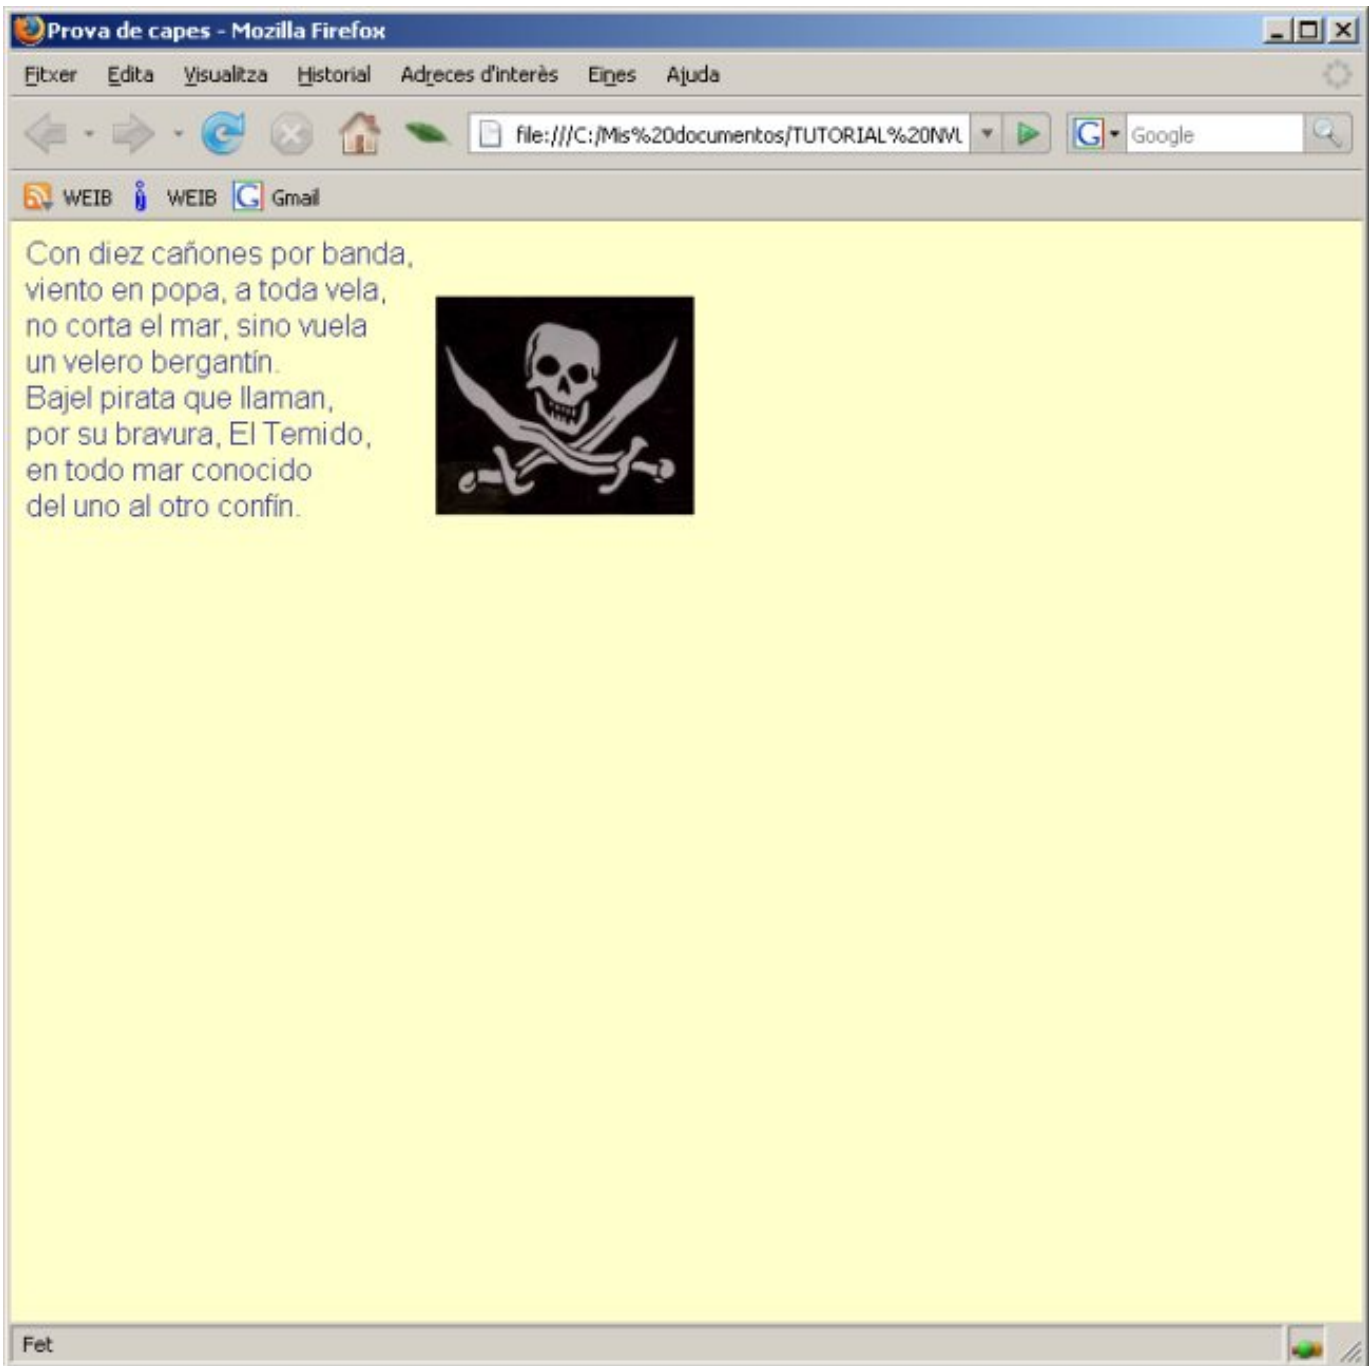 Prova de capes - Mozilla Firefox
Fitxer Edita Visualitza Historial Adreces d'interès Eines Ajuda
file:///C:/Mis%20documentos/TUTORIAL%20NVU Google
WEIB WEIB Gmail
Con diez cañones por banda,
viento en popa, a toda vela,
no corta el mar, sino vuela
un velero bergantín.
Bajel pirata que llaman,
por su bravura, El Temido,
en todo mar conocido
del uno al otro confín.
Fet